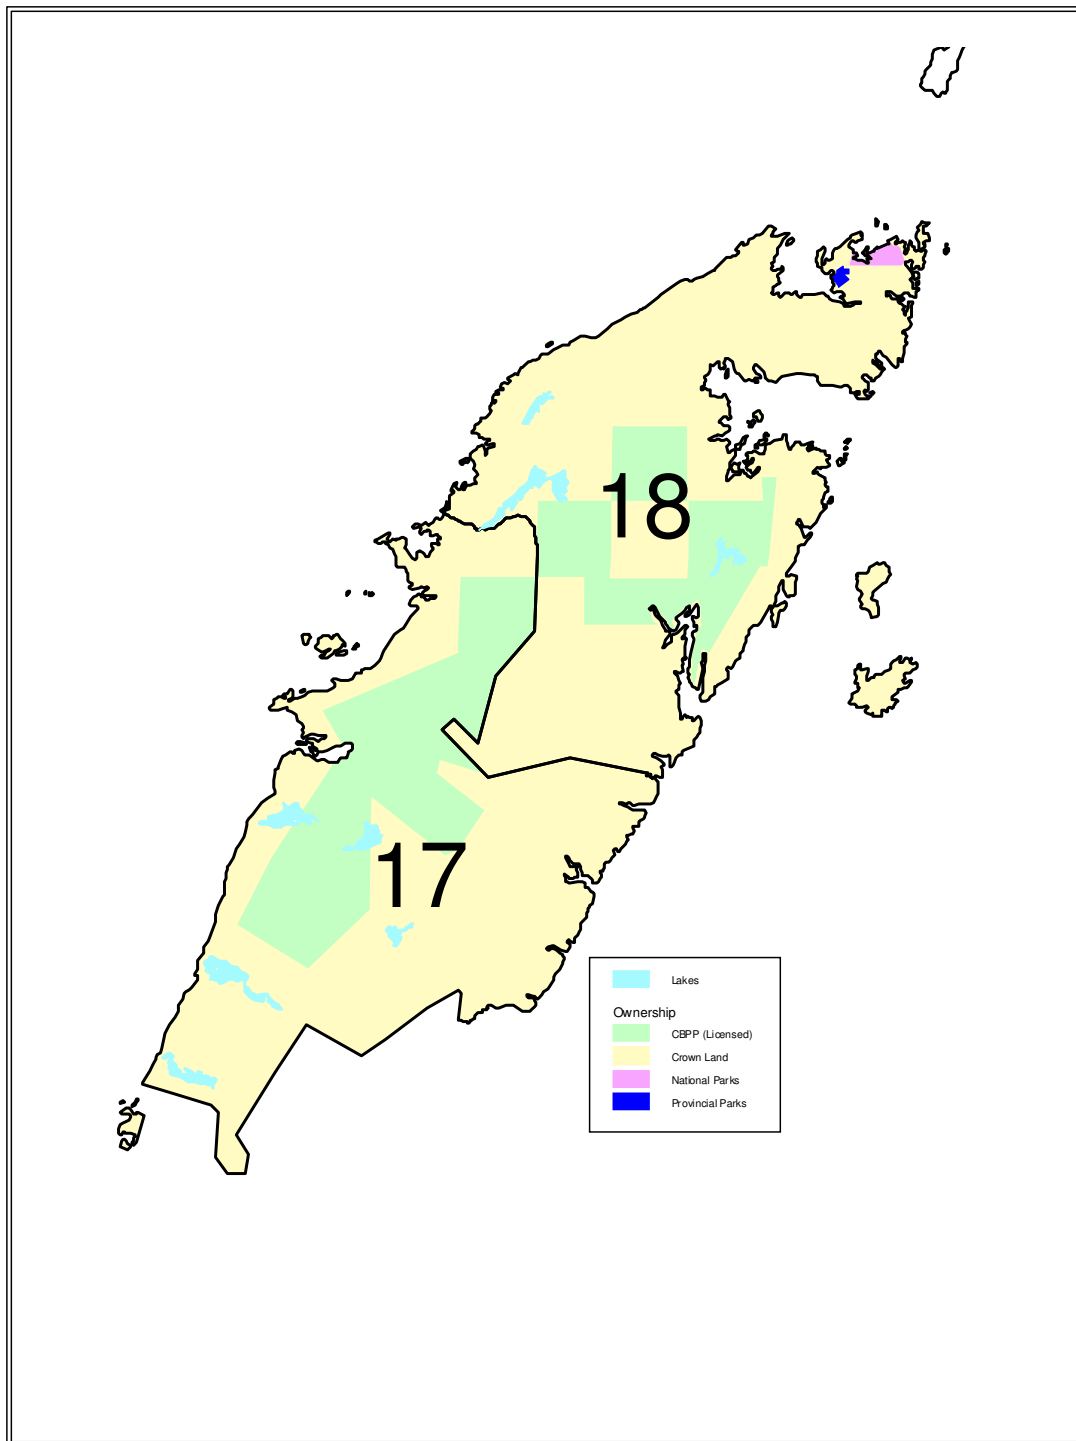 18
17
Lakes
Ownership
CBPP (Licensed)
Crown Land
National Parks
Provincial Parks